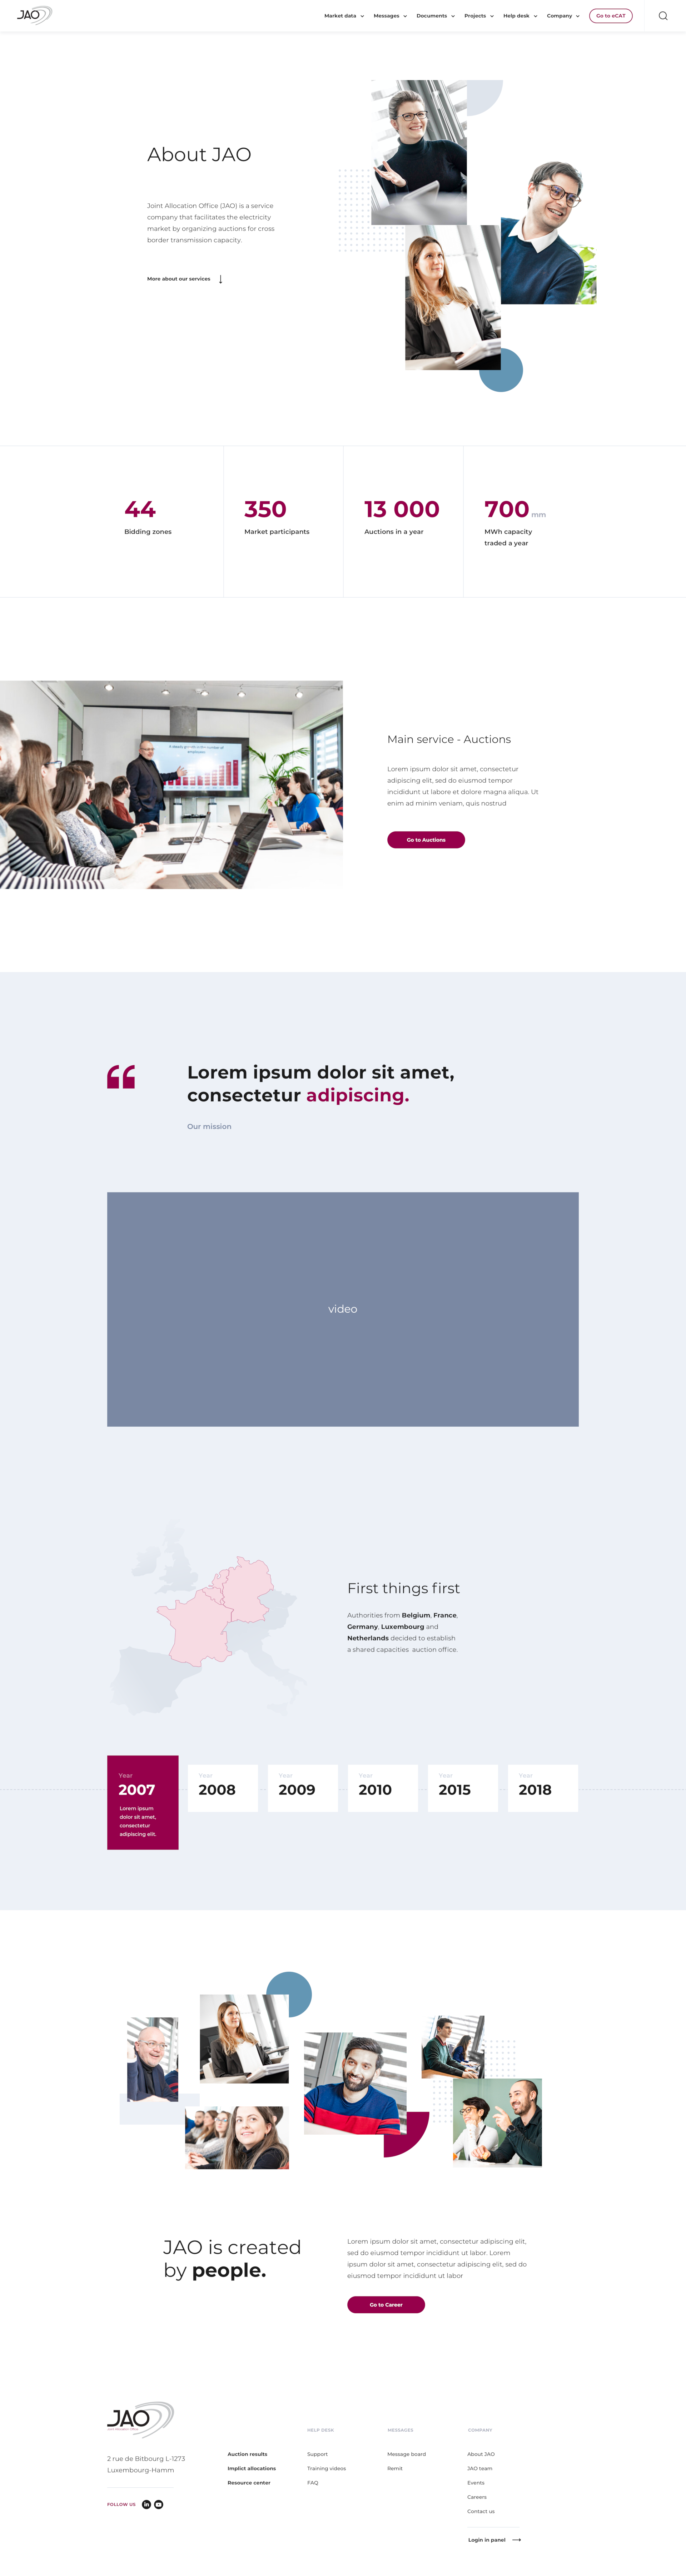 JAO
Market data
Messages
Documents
Projects
Help desk
Company
Go to eCAT
About JAO
Joint Allocation Office (JAO) is a service
company that facilitates the electricity
market by organizing auctions for cross
border transmission capacity.
More about our services
44
Bidding zones
350
Market participants
13 000
Auctions in a year
700 mm
MWh capacity
traded a year
Main service - Auctions
Lorem ipsum dolor sit amet, consectetur
adipiscing elit, sed do eiusmod tempor
incididunt ut labore et dolore magna aliqua. Ut
enim ad minim veniam, quis nostrud
Go to Auctions
Lorem ipsum dolor sit amet,
consectetur adipiscing.
Our mission
video
First things first
Authorities from Belgium, France,
Germany, Luxembourg and
Netherlands decided to establish
a shared capacities auction office.
Year
2007
Lorem ipsum
dolor sit amet,
consectetur
adipiscing elit.
Year
2008
Year
2009
Year
2010
Year
2015
Year
2018
JAO is created
by people.
Lorem ipsum dolor sit amet, consectetur adipiscing elit,
sed do eiusmod tempor incididunt ut labor. Lorem
ipsum dolor sit amet, consectetur adipiscing elit, sed do
eiusmod tempor incididunt ut labor
Go to Career
JAO
2 rue de Bitbourg L-1273
Luxembourg-Hamm
FOLLOW US
Auction results
Implict allocations
Resource center
HELP DESK
Support
Training videos
FAQ
MESSAGES
Message board
Remit
COMPANY
About JAO
JAO team
Events
Careers
Contact us
Login in panel